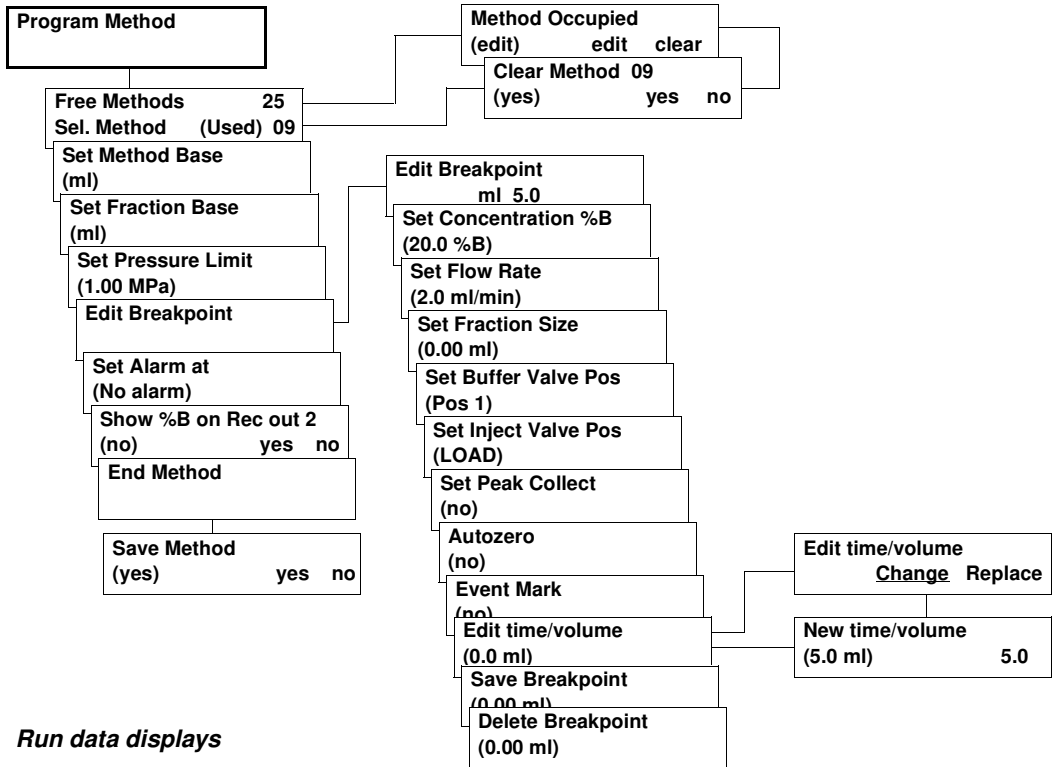 Program Method
Free Methods 25
Sel. Method (Used) 09
Set Method Base
(ml)
Set Fraction Base
(ml)
Set Pressure Limit
(1.00 MPa)
Edit Breakpoint
Set Alarm at
(No alarm)
Show %B on Rec out 2
(no) yes no
End Method
Save Method
(yes) yes no
Method Occupied
(edit) edit clear
Clear Method 09
(yes) yes no
Edit Breakpoint
ml 5.0
Set Concentration %B
(20.0 %B)
Set Flow Rate
(2.0 ml/min)
Set Fraction Size
(0.00 ml)
Set Buffer Valve Pos
(Pos 1)
Set Inject Valve Pos
(LOAD)
Set Peak Collect
(no)
Autozero
(no)
Event Mark
(no)
Edit time/volume
(0.0 ml)
Save Breakpoint
(0.00 ml)
Delete Breakpoint
(0.00 ml)
Edit time/volume
Change Replace
New time/volume
(5.0 ml) 5.0
Run data displays